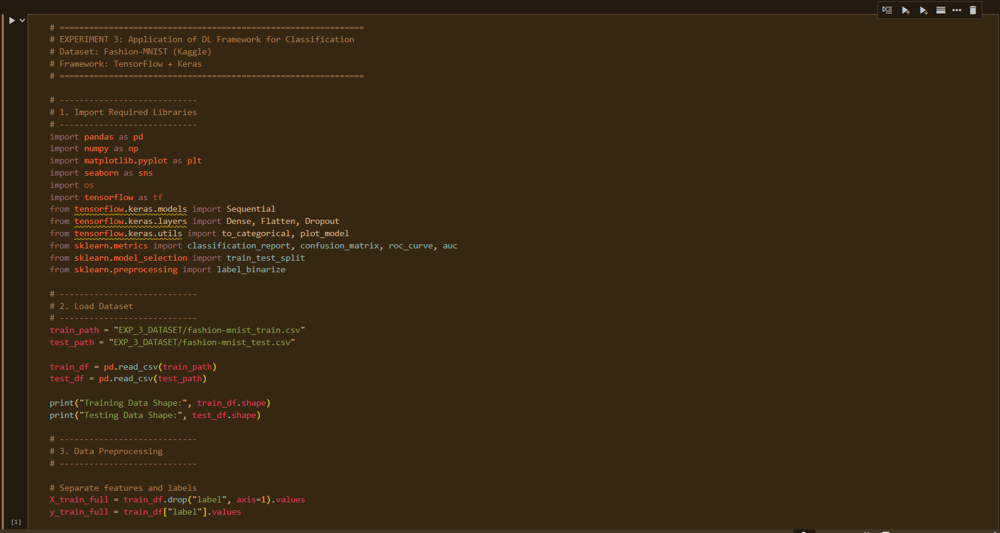 # ==============================================================
# EXPERIMENT 3: Application of DL Framework for Classification
# Dataset: Fashion-MNIST (Kaggle)
# Framework: TensorFlow + Keras
# ==============================================================
# ----------------------------
# 1. Import Required Libraries
# ----------------------------
import pandas as pd
import numpy as np
import matplotlib.pyplot as plt
import seaborn as sns
import os
import tensorflow as tf
from tensorflow.keras.models import Sequential
from tensorflow.keras.layers import Dense, Flatten, Dropout
from tensorflow.keras.utils import to_categorical, plot_model
from sklearn.metrics import classification_report, confusion_matrix, roc_curve, auc
from sklearn.model_selection import train_test_split
from sklearn.preprocessing import label_binarize
# ----------------------------
# 2. Load Dataset
# ----------------------------
train_path = "EXP_3_DATASET/fashion-mnist_train.csv"
test_path = "EXP_3_DATASET/fashion-mnist_test.csv"
train_df = pd.read_csv(train_path)
test_df = pd.read_csv(test_path)
print("Training Data Shape:", train_df.shape)
print("Testing Data Shape:", test_df.shape)
# ----------------------------
# 3. Data Preprocessing
# ----------------------------
# Separate features and labels
X_train_full = train_df.drop("label", axis=1).values
y_train_full = train_df["label"].values
[1]